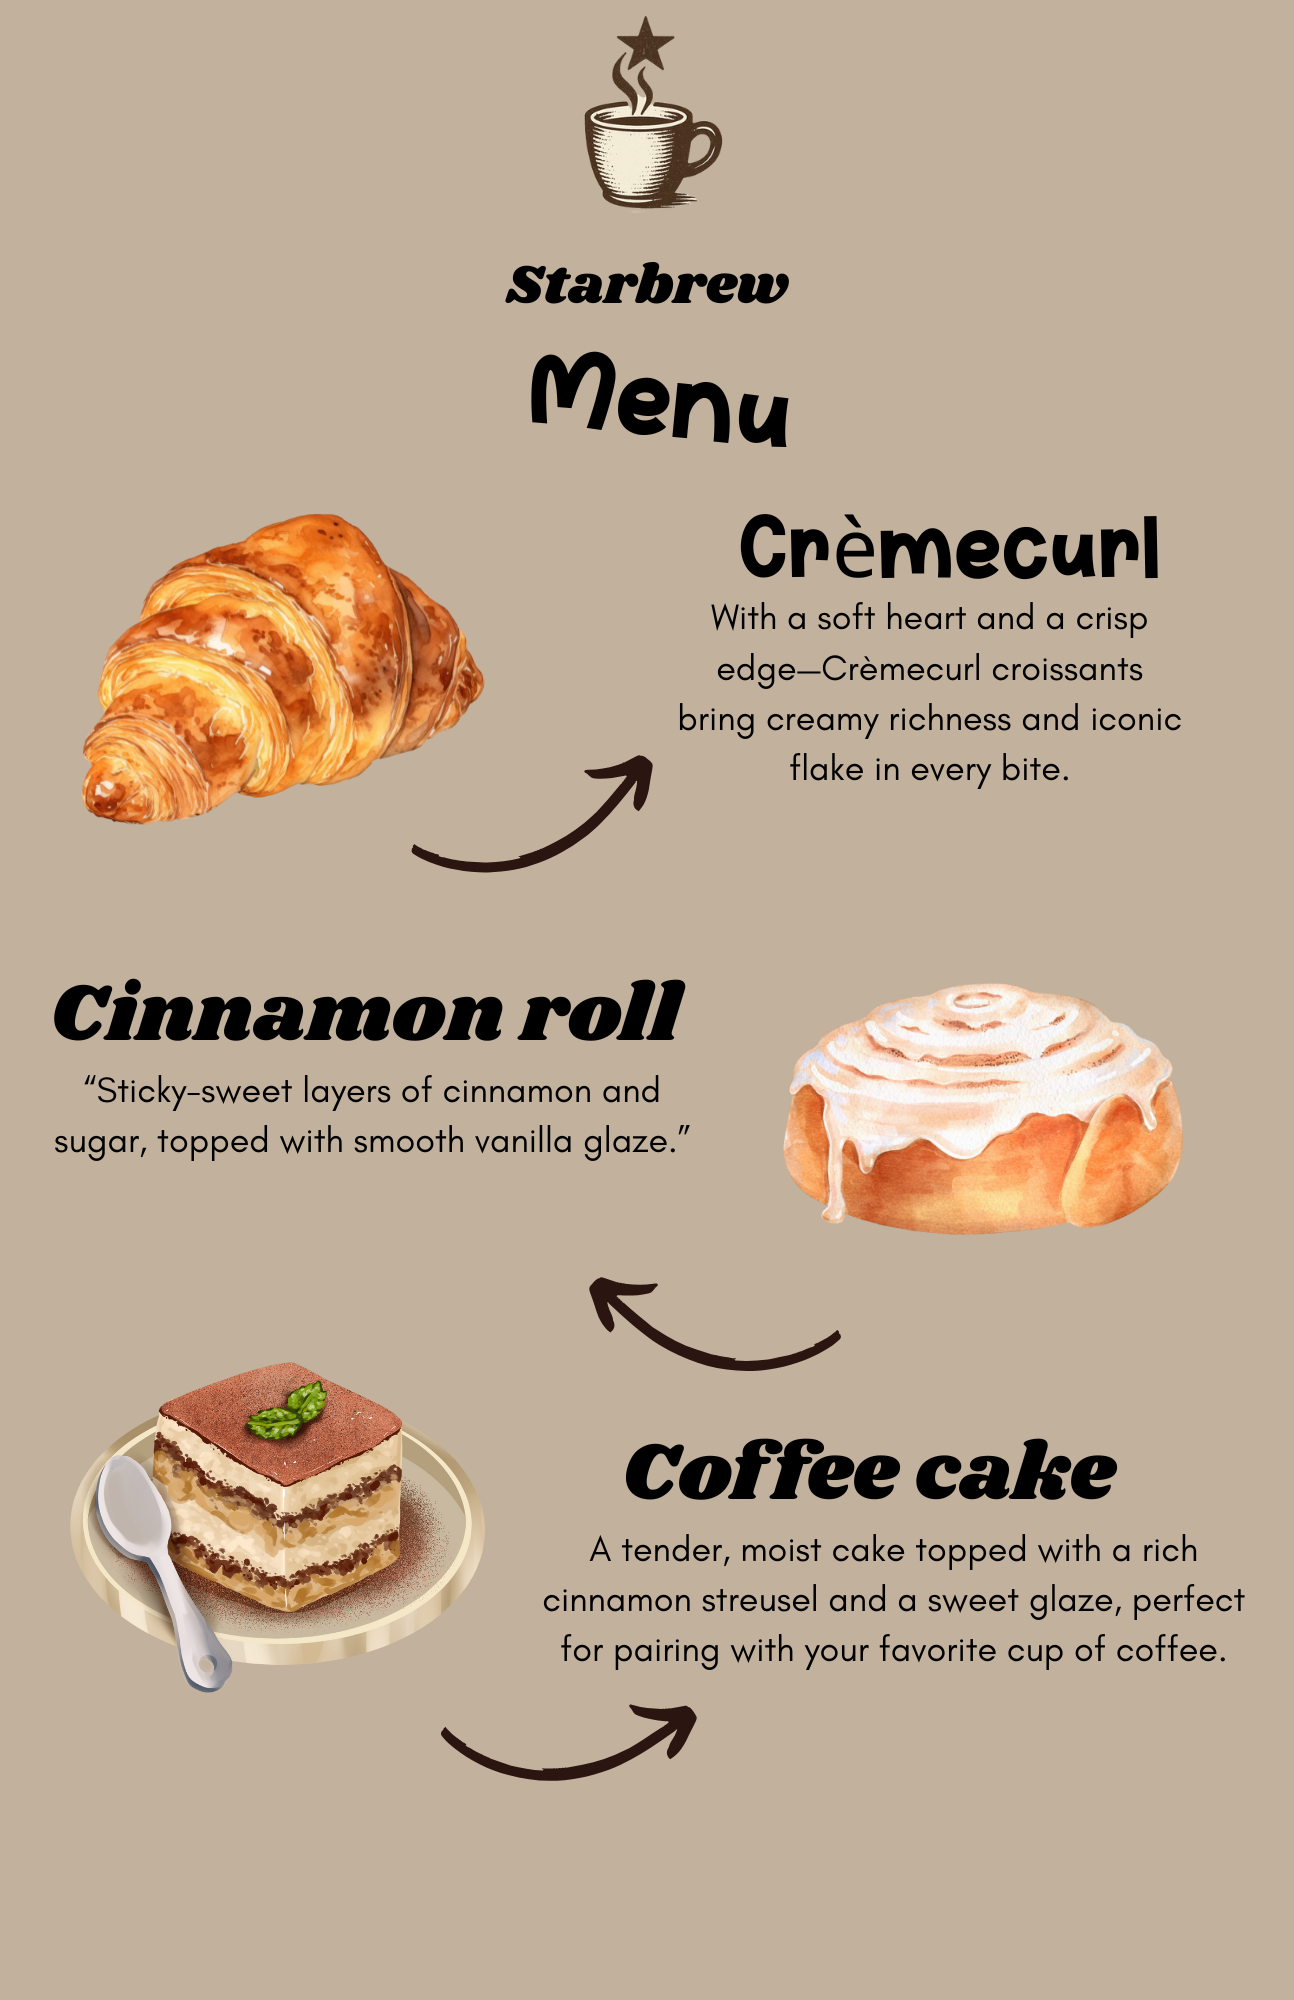 Starbrew
Menu
Crèmecurl
With a soft heart and a crisp
edge—Crèmecurl croissants
bring creamy richness and iconic
flake in every bite.
Cinnamon roll
“Sticky-sweet layers of cinnamon and
sugar, topped with smooth vanilla glaze.”
Coffee cake
A tender, moist cake topped with a rich
cinnamon streusel and a sweet glaze, perfect
for pairing with your favorite cup of coffee.